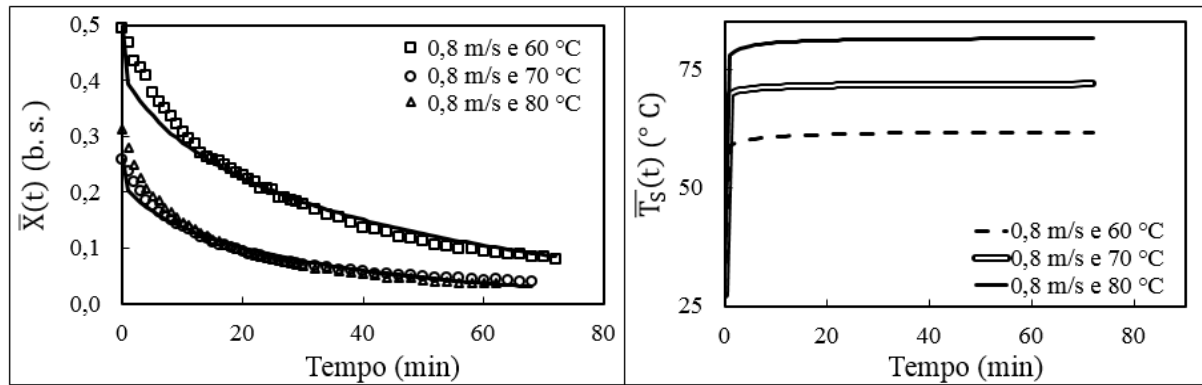 X̅(t) (b. s.)
0,5
0,4
0,3
0,2
0,1
0,0
0 20 40 60 80
Tempo (min)
0,8 m/s e 60 °C
0,8 m/s e 70 °C
0,8 m/s e 80 °C
T̅s(t) (° C)
75
50
25
0 20 40 60 80
Tempo (min)
0,8 m/s e 60 °C
0,8 m/s e 70 °C
0,8 m/s e 80 °C